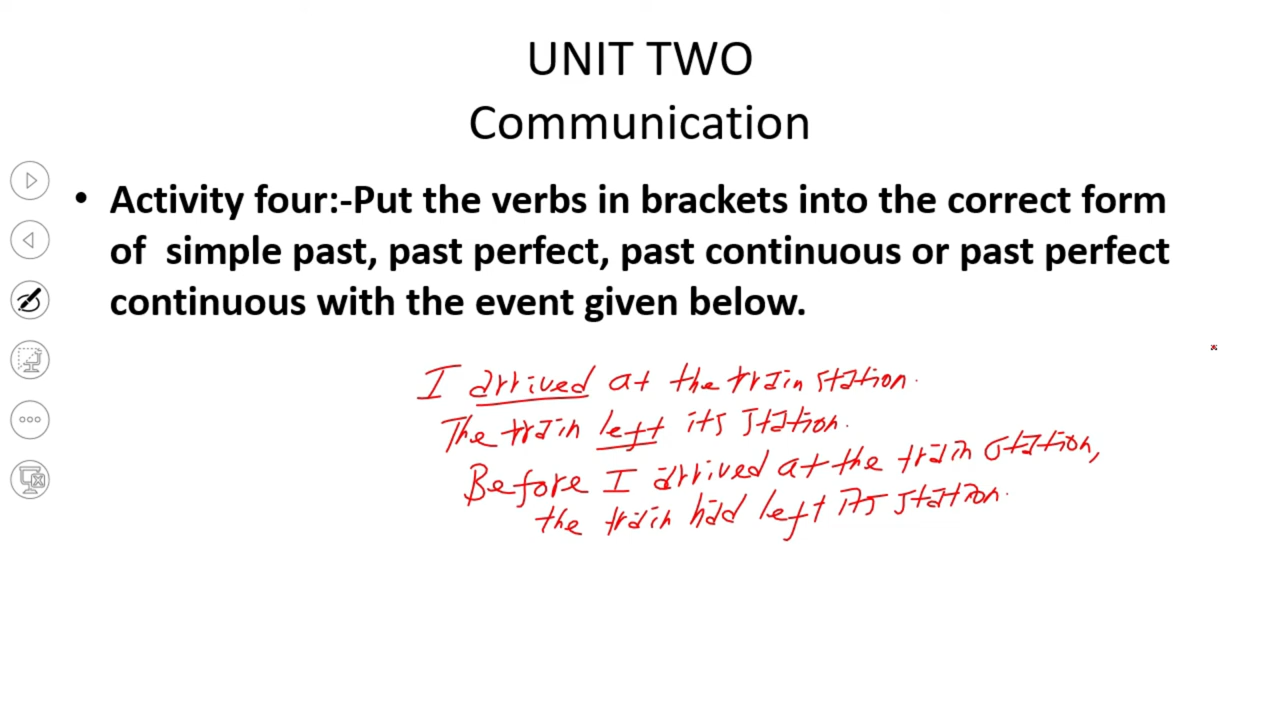 UNIT TWO
Communication
• Activity four:-Put the verbs in brackets into the correct form
of simple past, past perfect, past continuous or past perfect
continuous with the event given below.
I arrived at the train station.
The train left its station.
Before I arrived at the train station,
the train had left its station.